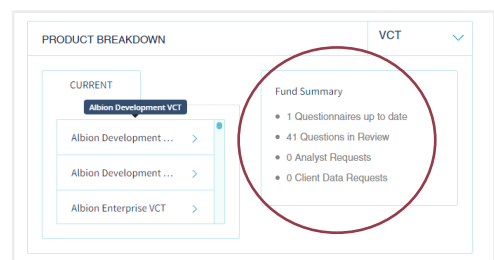 PRODUCT BREAKDOWN
VCT
CURRENT
Albion Development VCT
Albion Development ...
Albion Development ...
Albion Enterprise VCT
Fund Summary
1 Questionnaires up to date
41 Questions in Review
0 Analyst Requests
0 Client Data Requests